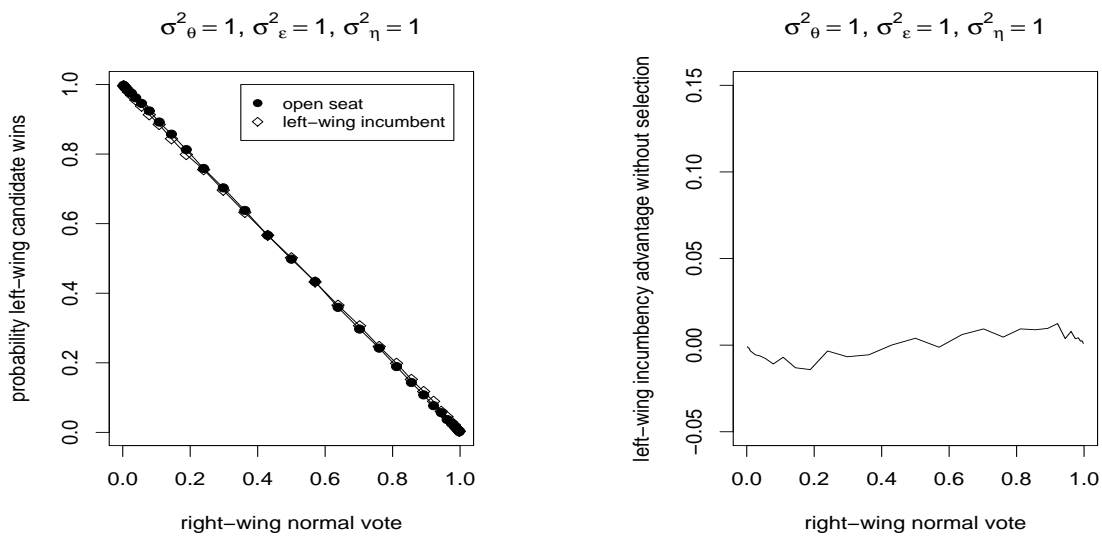 σ²θ = 1, σ²ε = 1, σ²η = 1
probability left−wing candidate wins
1.0
0.8
0.6
0.4
0.2
0.0
open seat
left−wing incumbent
0.0 0.2 0.4 0.6 0.8 1.0
right−wing normal vote
σ²θ = 1, σ²ε = 1, σ²η = 1
left−wing incumbency advantage without selection
0.15
0.10
0.05
0.00
−0.05
0.0 0.2 0.4 0.6 0.8 1.0
right−wing normal vote